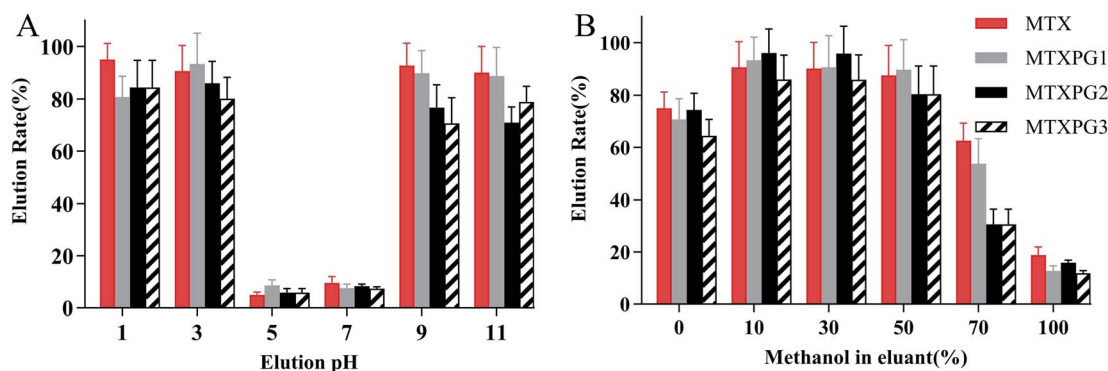 A
Elution Rate(%)
100
80
60
40
20
0
1 3 5 7 9 11
Elution pH
B
Elution Rate(%)
100
80
60
40
20
0
0 10 30 50 70 100
Methanol in eluant(%)
MTX
MTXPG1
MTXPG2
MTXPG3